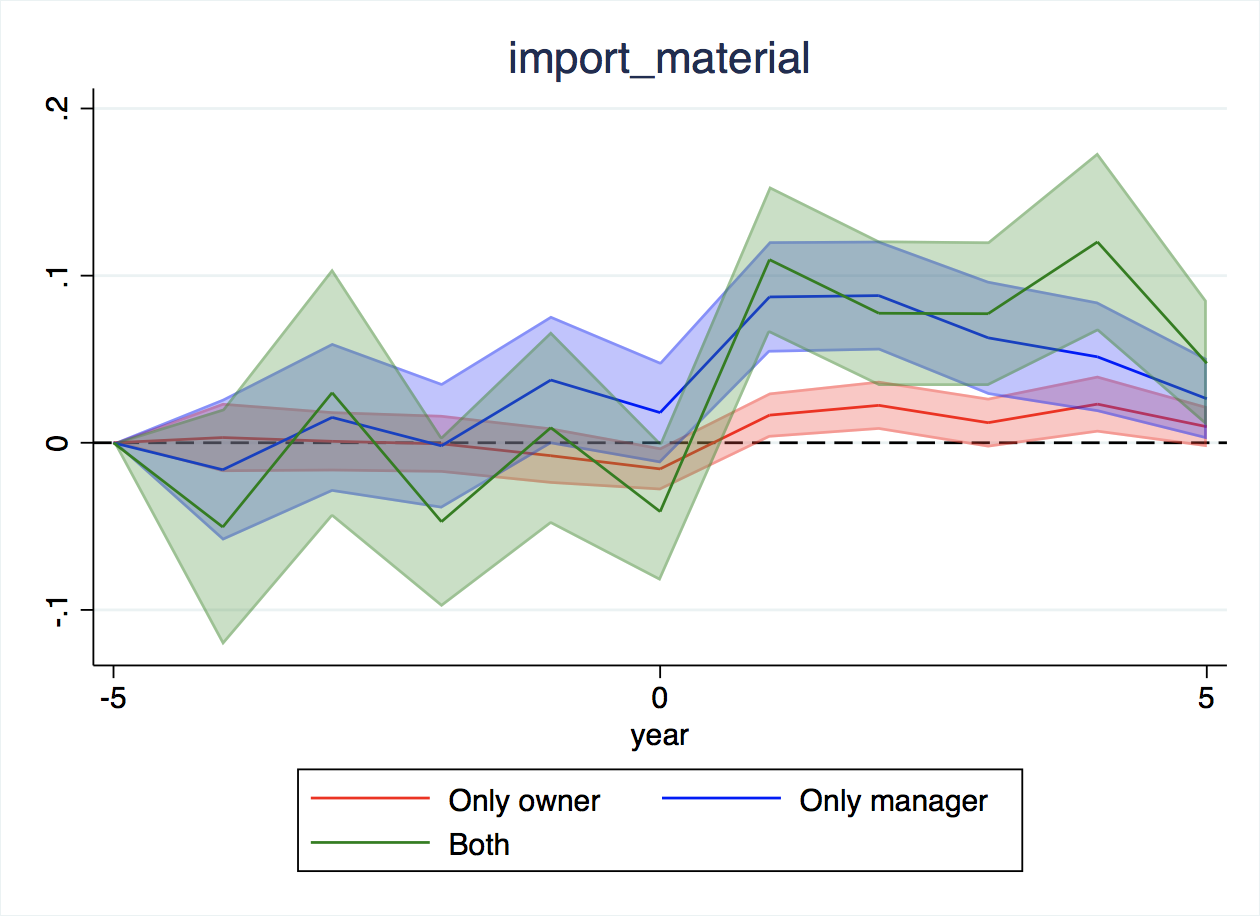 import_material
.2
.1
0
-.1
-5 0 5
year
Only owner Only manager
Both